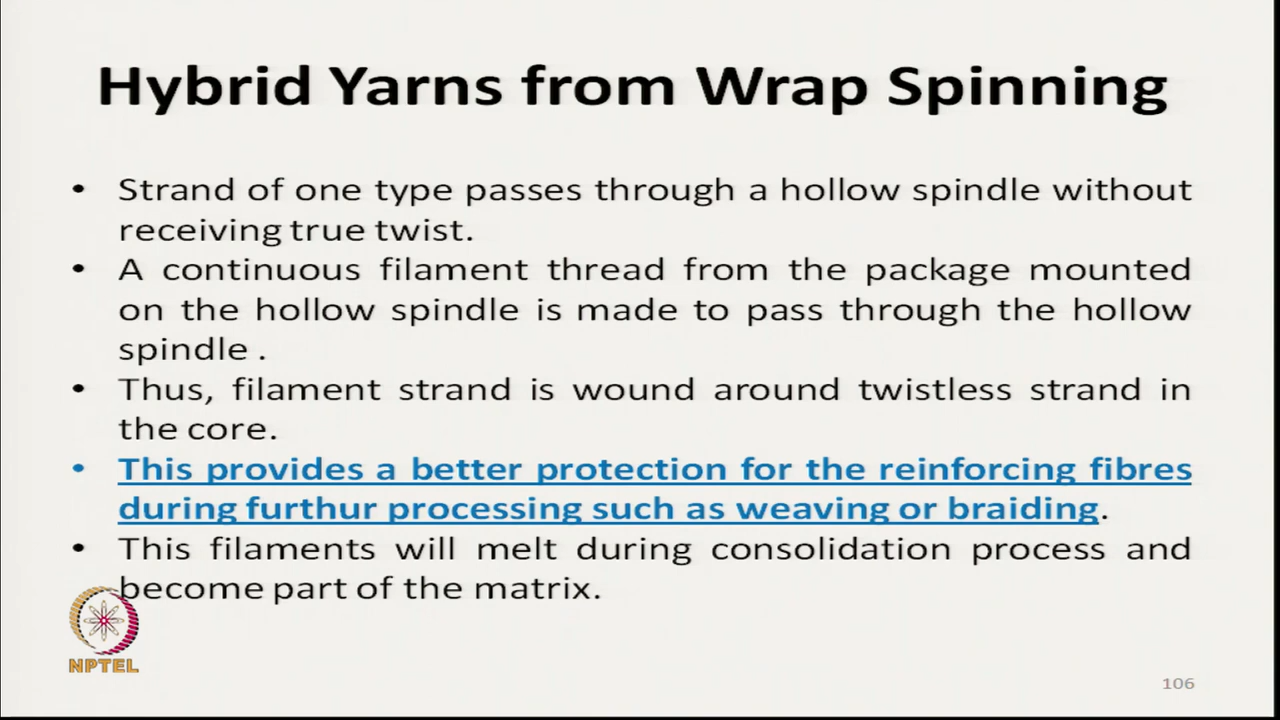 Hybrid Yarns from Wrap Spinning
• Strand of one type passes through a hollow spindle without
receiving true twist.
• A continuous filament thread from the package mounted
on the hollow spindle is made to pass through the hollow
spindle .
• Thus, filament strand is wound around twistless strand in
the core.
• This provides a better protection for the reinforcing fibres
during furthur processing such as weaving or braiding.
• This filaments will melt during consolidation process and
become part of the matrix.
NPTEL
106